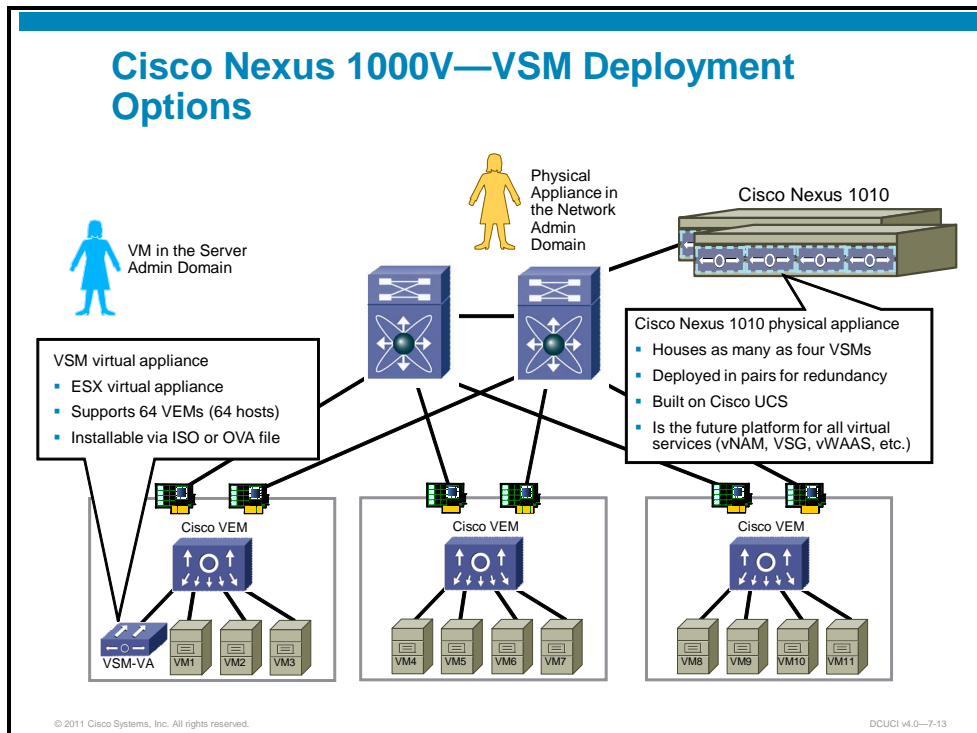 Cisco Nexus 1000V—VSM Deployment
Options
Physical
Appliance in
the Network
Admin
Domain
Cisco Nexus 1010
VM in the Server
Admin Domain
VSM virtual appliance
▪ ESX virtual appliance
▪ Supports 64 VEMs (64 hosts)
▪ Installable via ISO or OVA file
Cisco Nexus 1010 physical appliance
▪ Houses as many as four VSMs
▪ Deployed in pairs for redundancy
▪ Built on Cisco UCS
▪ Is the future platform for all virtual
services (vNAM, VSG, vWAAS, etc.)
Cisco VEM
Cisco VEM
Cisco VEM
VSM-VA
VM1
VM2
VM3
VM4
VM5
VM6
VM7
VM8
VM9
VM10
VM11
© 2011 Cisco Systems, Inc. All rights reserved.
DCUCI v4.0—7-13